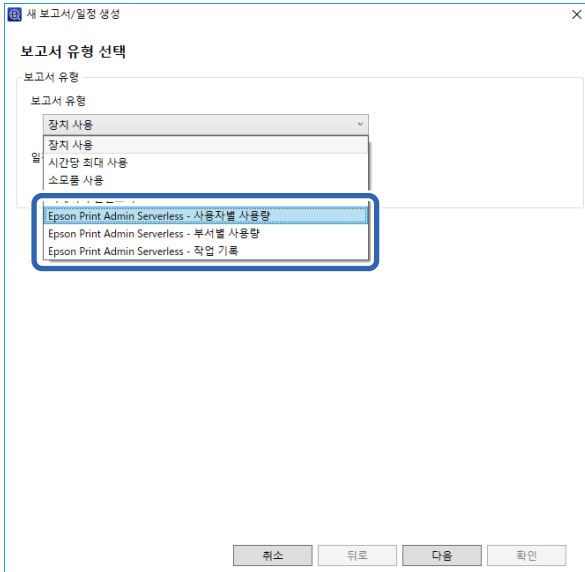 새 보고서/일정 생성
보고서 유형 선택
보고서 유형
보고서 유형
장치 사용
장치 사용
일
시간당 최대 사용
소모품 사용
Epson Print Admin Serverless - 사용자별 사용량
Epson Print Admin Serverless - 부서별 사용량
Epson Print Admin Serverless - 작업 기록
취소
뒤로
다음
확인